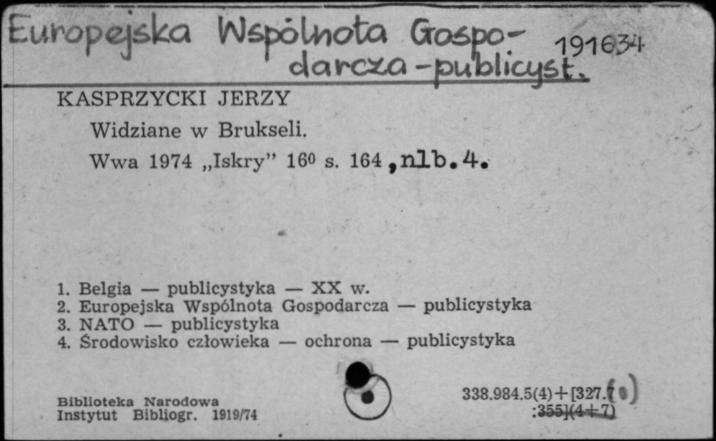 Europejska Wspólnota Gospo-
darcza - publicyst.
191634
KASPRZYCKI JERZY
Widziane w Brukseli.
Wwa 1974 „Iskry” 16⁰ s. 164, nlb. 4.
1. Belgia — publicystyka — XX w.
2. Europejska Wspólnota Gospodarcza — publicystyka
3. NATO — publicystyka
4. Środowisko człowieka — ochrona — publicystyka
Biblioteka Narodowa
Instytut Bibliogr. 1919/74
338.984.5(4)+[327.
:355](4+7)